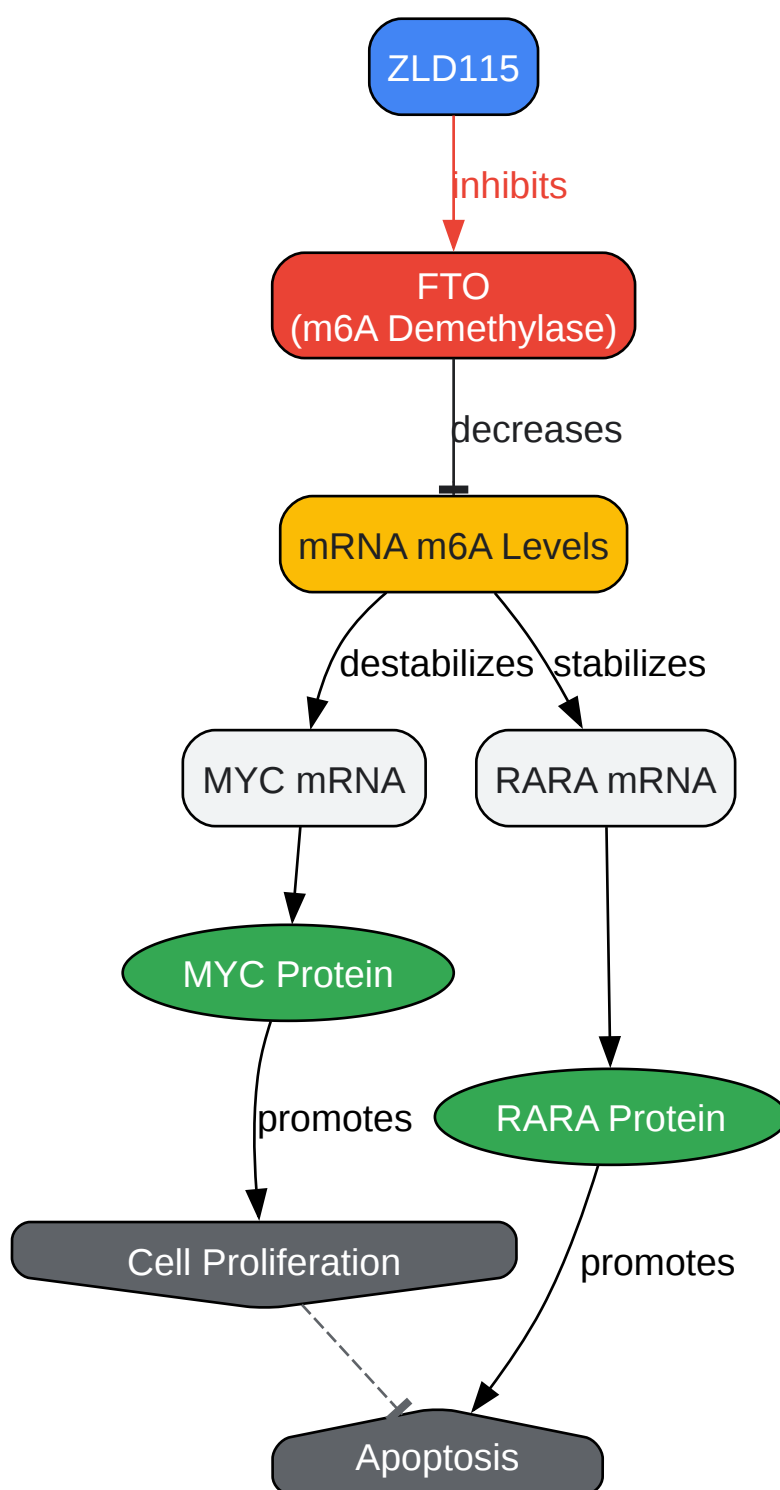 ZLD115
inhibits
FTO
(m6A Demethylase)
decreases
mRNA m6A Levels
destabilizes
stabilizes
MYC mRNA
RARA mRNA
MYC Protein
promotes
RARA Protein
Cell Proliferation
promotes
Apoptosis